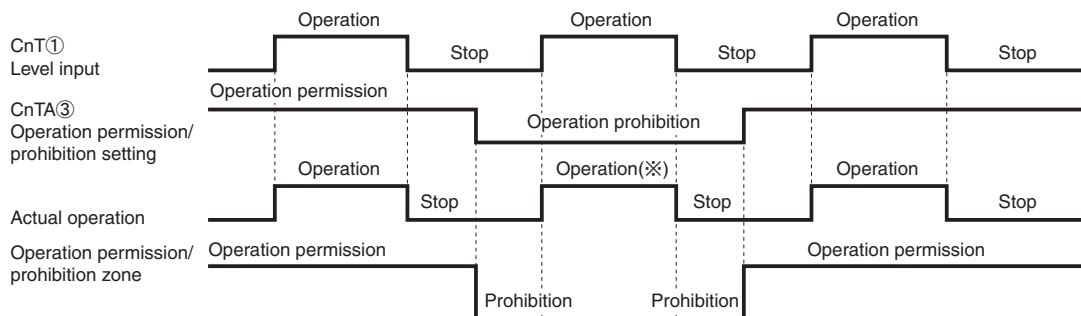 Operation Operation Operation
CnT①
Level input
Stop Stop Stop
Operation permission
CnTA③
Operation permission/
prohibition setting
Operation prohibition
Operation Operation(※) Operation
Actual operation
Stop Stop Stop
Operation permission/
prohibition zone
Operation permission Operation permission
Prohibition Prohibition